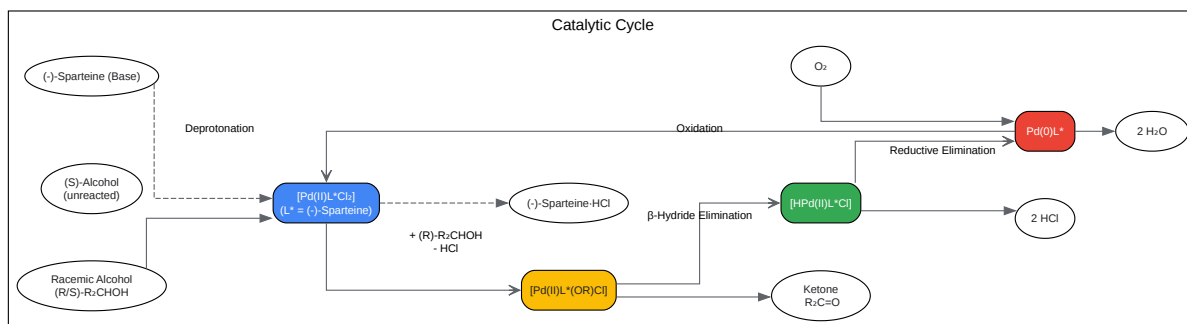 Catalytic Cycle
O₂
(-)-Sparteine (Base)
Deprotonation
Oxidation
Pd(0)L*
2 H₂O
Reductive Elimination
(S)-Alcohol
(unreacted)
[Pd(II)L*Cl₂]
(L* = (-)-Sparteine)
(-)-Sparteine·HCl
[HPd(II)L*Cl]
β-Hydride Elimination
2 HCl
+ (R)-R₂CHOH
- HCl
Racemic Alcohol
(R/S)-R₂CHOH
[Pd(II)L*(OR)Cl]
Ketone
R₂C=O